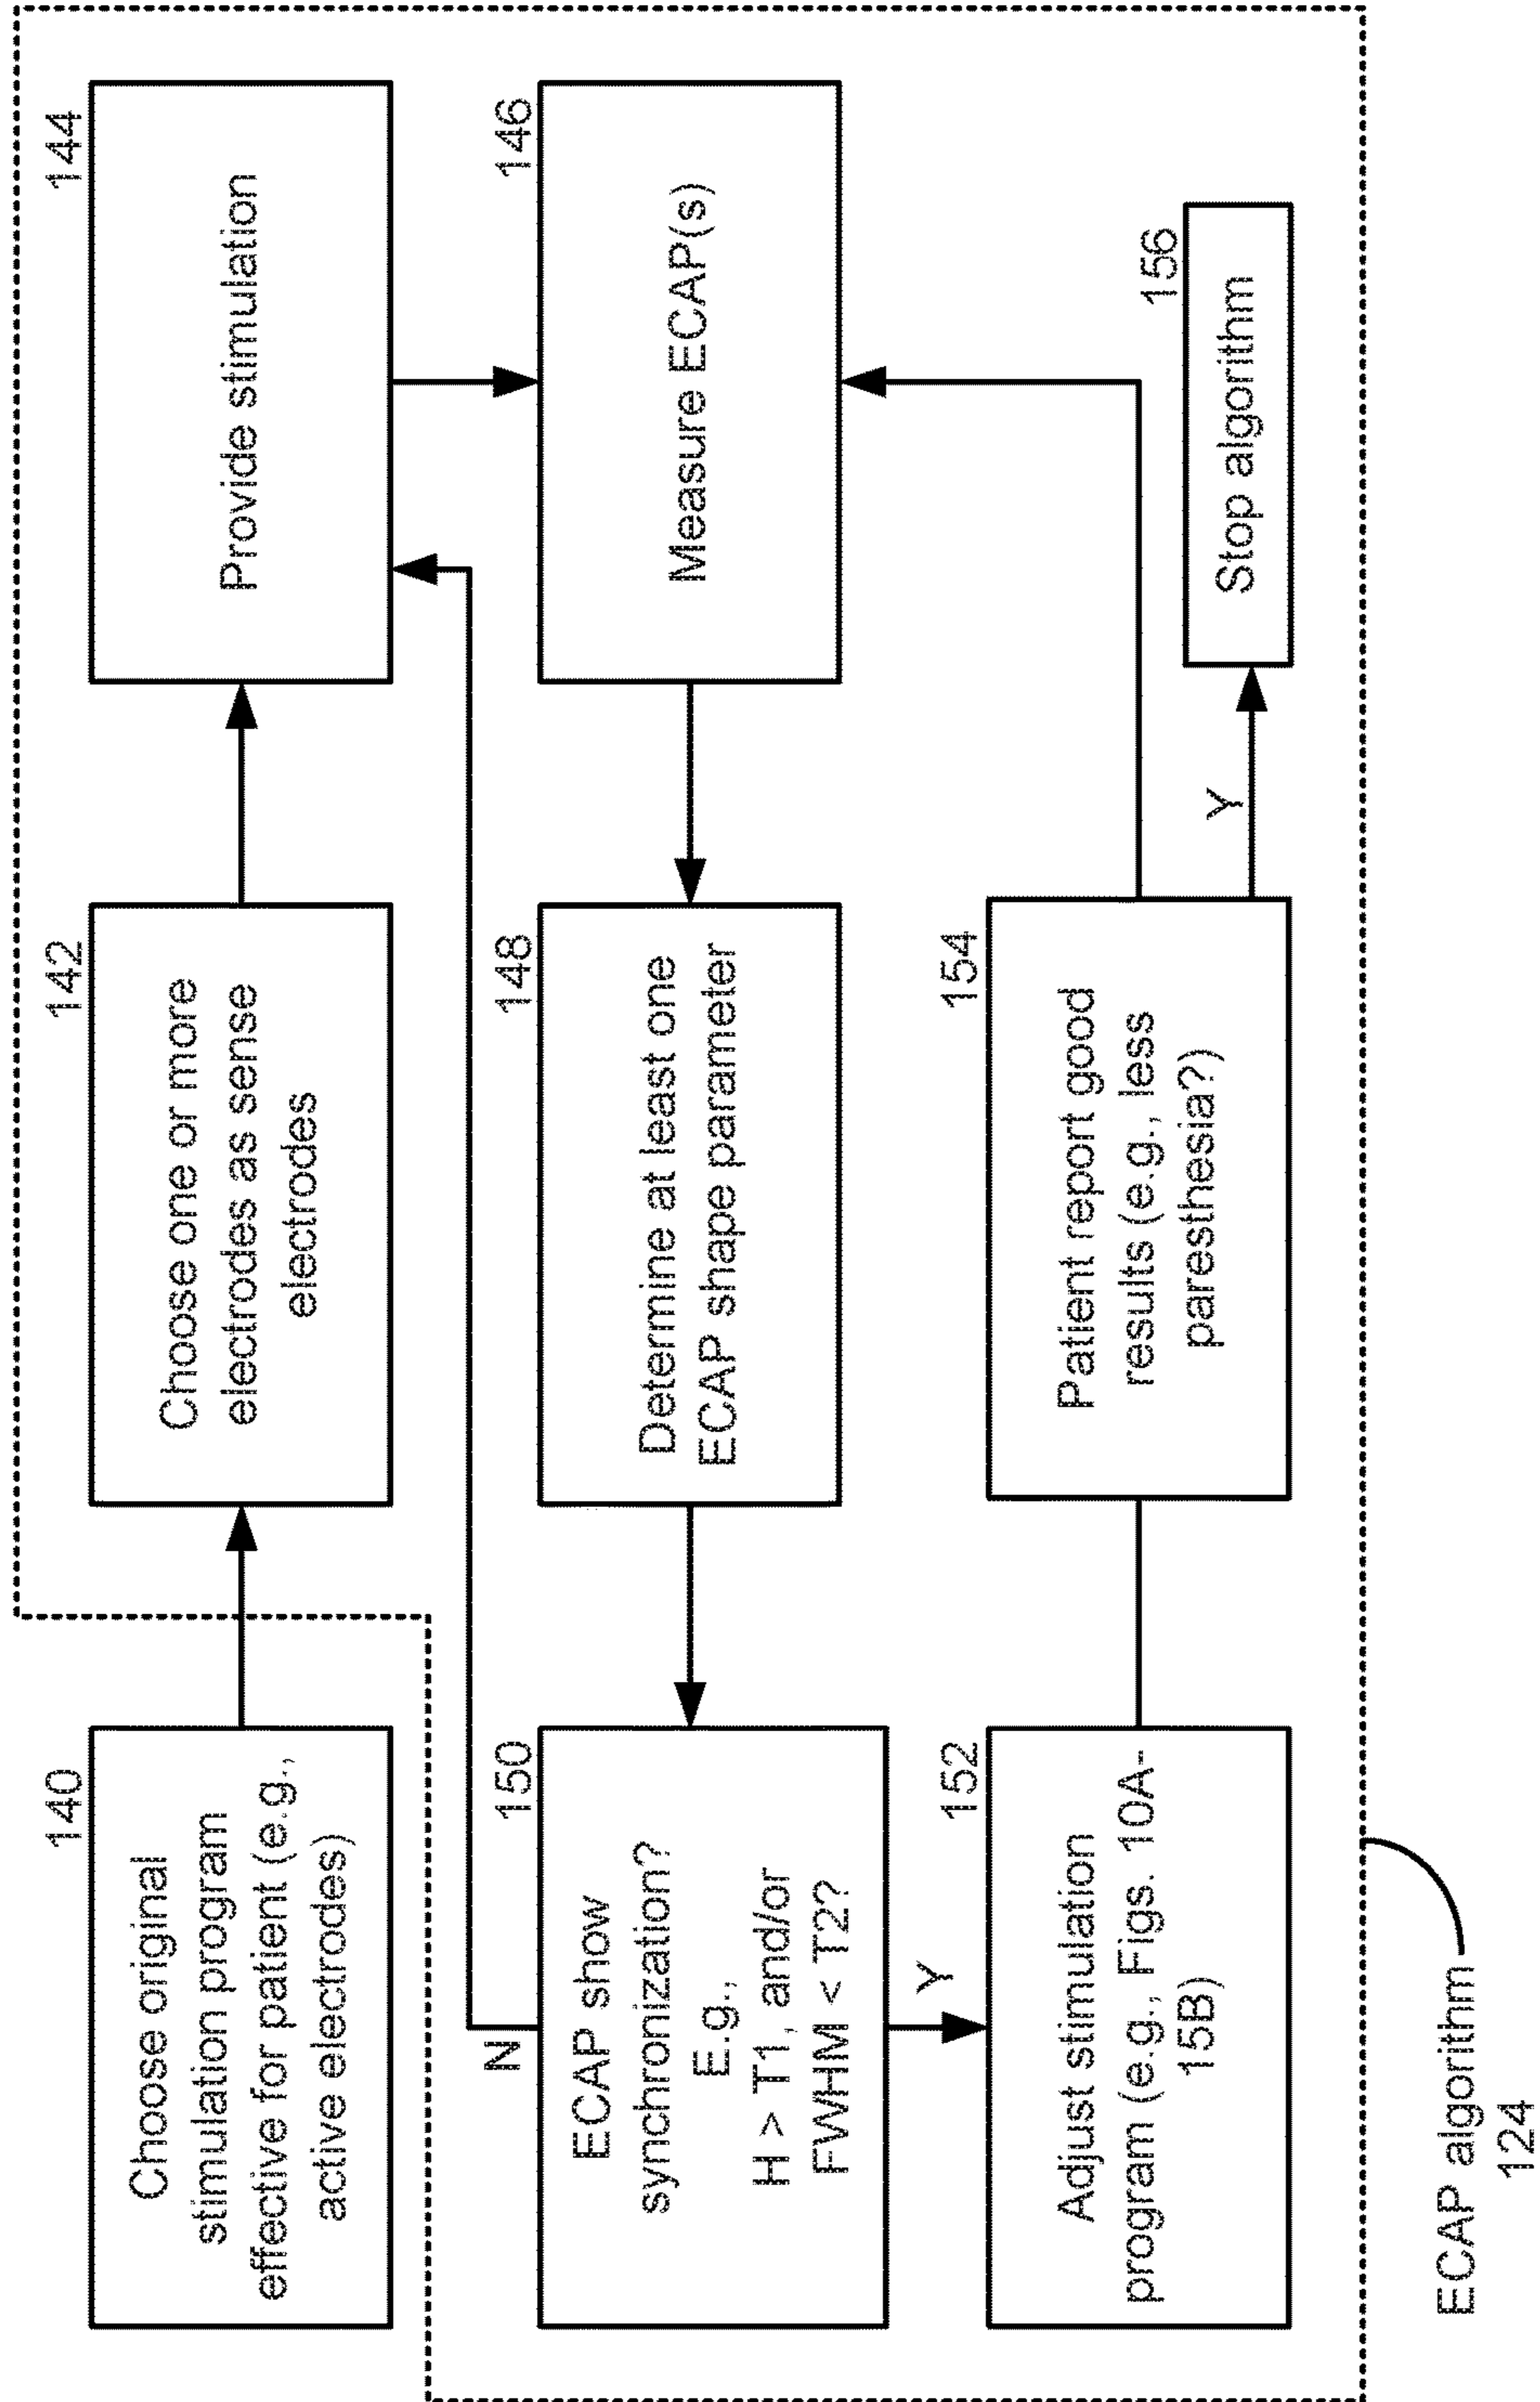 140
Choose original
stimulation program
effective for patient (e.g.,
active electrodes)
142
Choose one or more
electrodes as sense
electrodes
144
Provide stimulation
146
Measure ECAP(s)
148
Determine at least one
ECAP shape parameter
150
ECAP show
synchronization?
E.g.,
H > T1, and/or
FWHM < T2?
N
Y
152
Adjust stimulation
program (e.g., Figs. 10A-
15B)
154
Patient report good
results (e.g., less
paresthesia?)
Y
156
Stop algorithm
ECAP algorithm
124